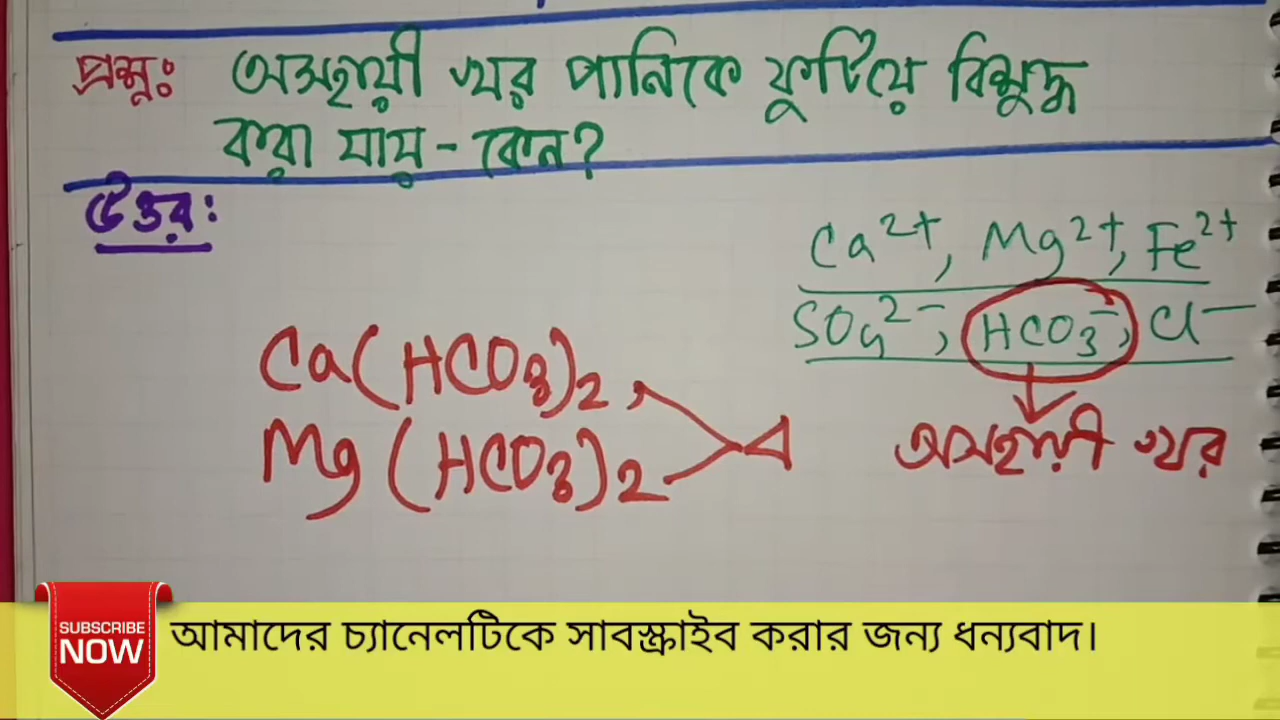 প্রশ্নঃ অস্থায়ী খর পানিকে ফুটিয়ে বিশুদ্ধ
করা যায় - কেন?
উত্তরঃ
Ca²⁺, Mg²⁺, Fe²⁺
SO₄²⁻, HCO₃⁻, Cl⁻
অস্থায়ী খর
Ca(HCO₃)₂,
Mg(HCO₃)₂
SUBSCRIBE
NOW
আমাদের চ্যানেলটিকে সাবস্ক্রাইব করার জন্য ধন্যবাদ।